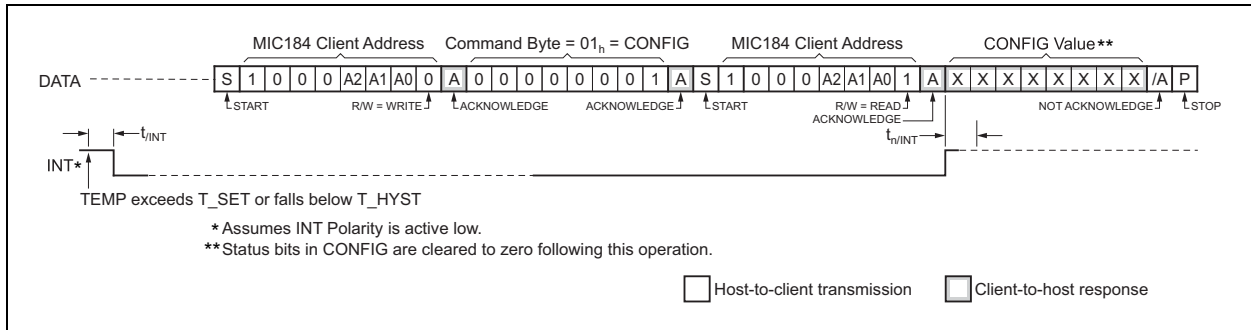 MIC184 Client Address Command Byte = 01h = CONFIG MIC184 Client Address CONFIG Value**
DATA S 1 0 0 0 A2 A1 A0 0 A 0 0 0 0 0 0 0 1 A S 1 0 0 0 A2 A1 A0 1 A X X X X X X X X /A P
START R/W = WRITE ACKNOWLEDGE ACKNOWLEDGE START R/W = READ NOT ACKNOWLEDGE STOP
ACKNOWLEDGE
t/INT tn/INT
INT*
TEMP exceeds T_SET or falls below T_HYST
*Assumes INT Polarity is active low.
**Status bits in CONFIG are cleared to zero following this operation.
Host-to-client transmission Client-to-host response